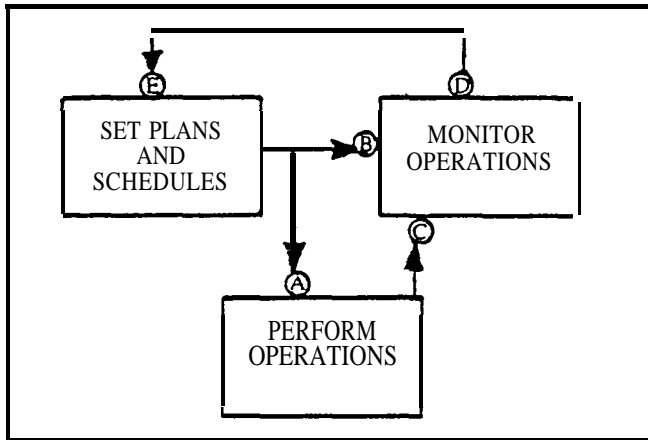 E
D
SET PLANS
AND
SCHEDULES
B
MONITOR
OPERATIONS
C
A
PERFORM
OPERATIONS